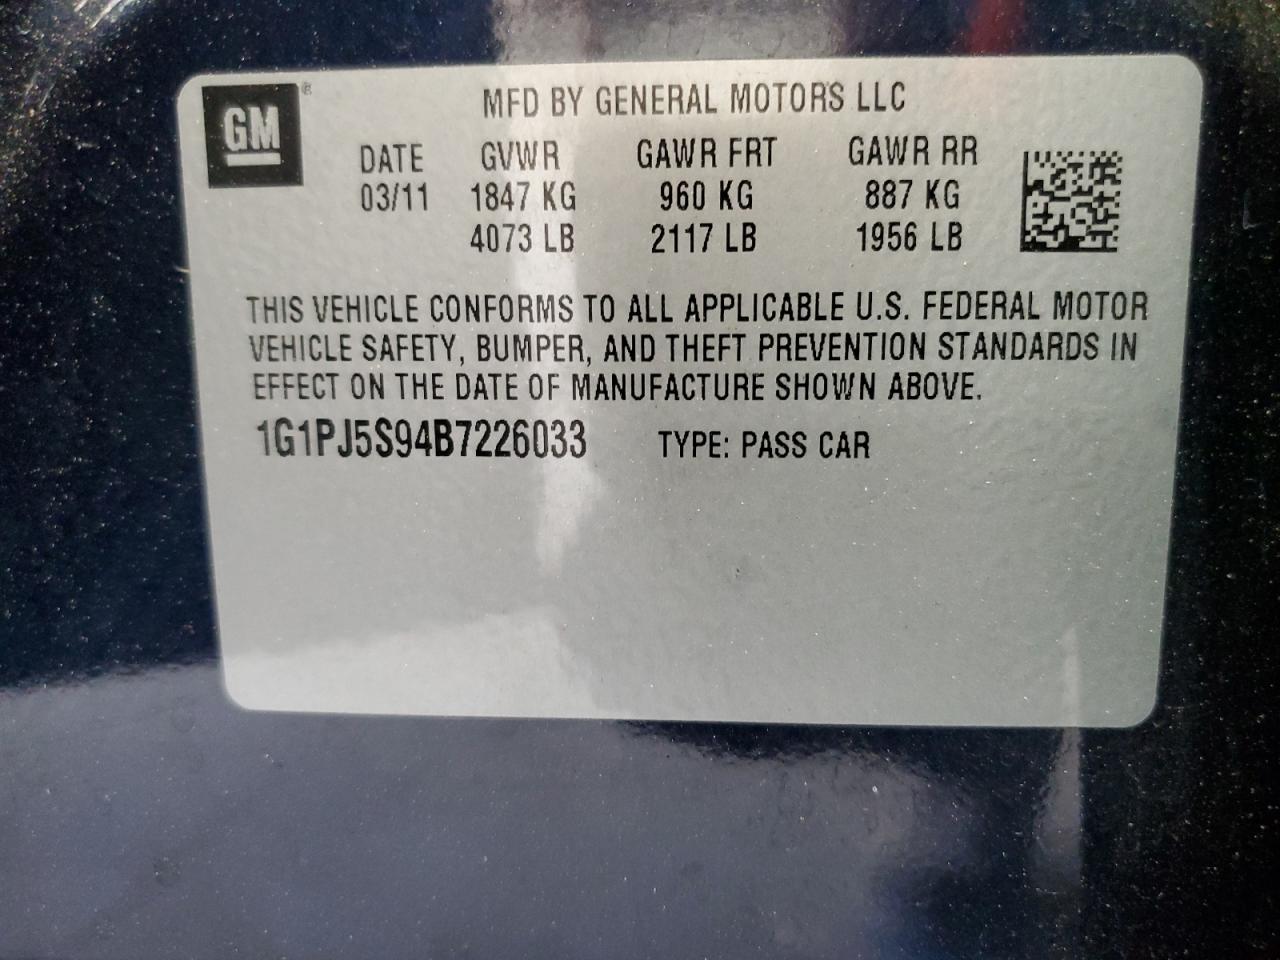 GM ®
MFD BY GENERAL MOTORS LLC
DATE GVWR GAWR FRT GAWR RR
03/11 1847 KG 960 KG 887 KG
4073 LB 2117 LB 1956 LB
THIS VEHICLE CONFORMS TO ALL APPLICABLE U.S. FEDERAL MOTOR
VEHICLE SAFETY, BUMPER, AND THEFT PREVENTION STANDARDS IN
EFFECT ON THE DATE OF MANUFACTURE SHOWN ABOVE.
1G1PJ5S94B7226033 TYPE: PASS CAR